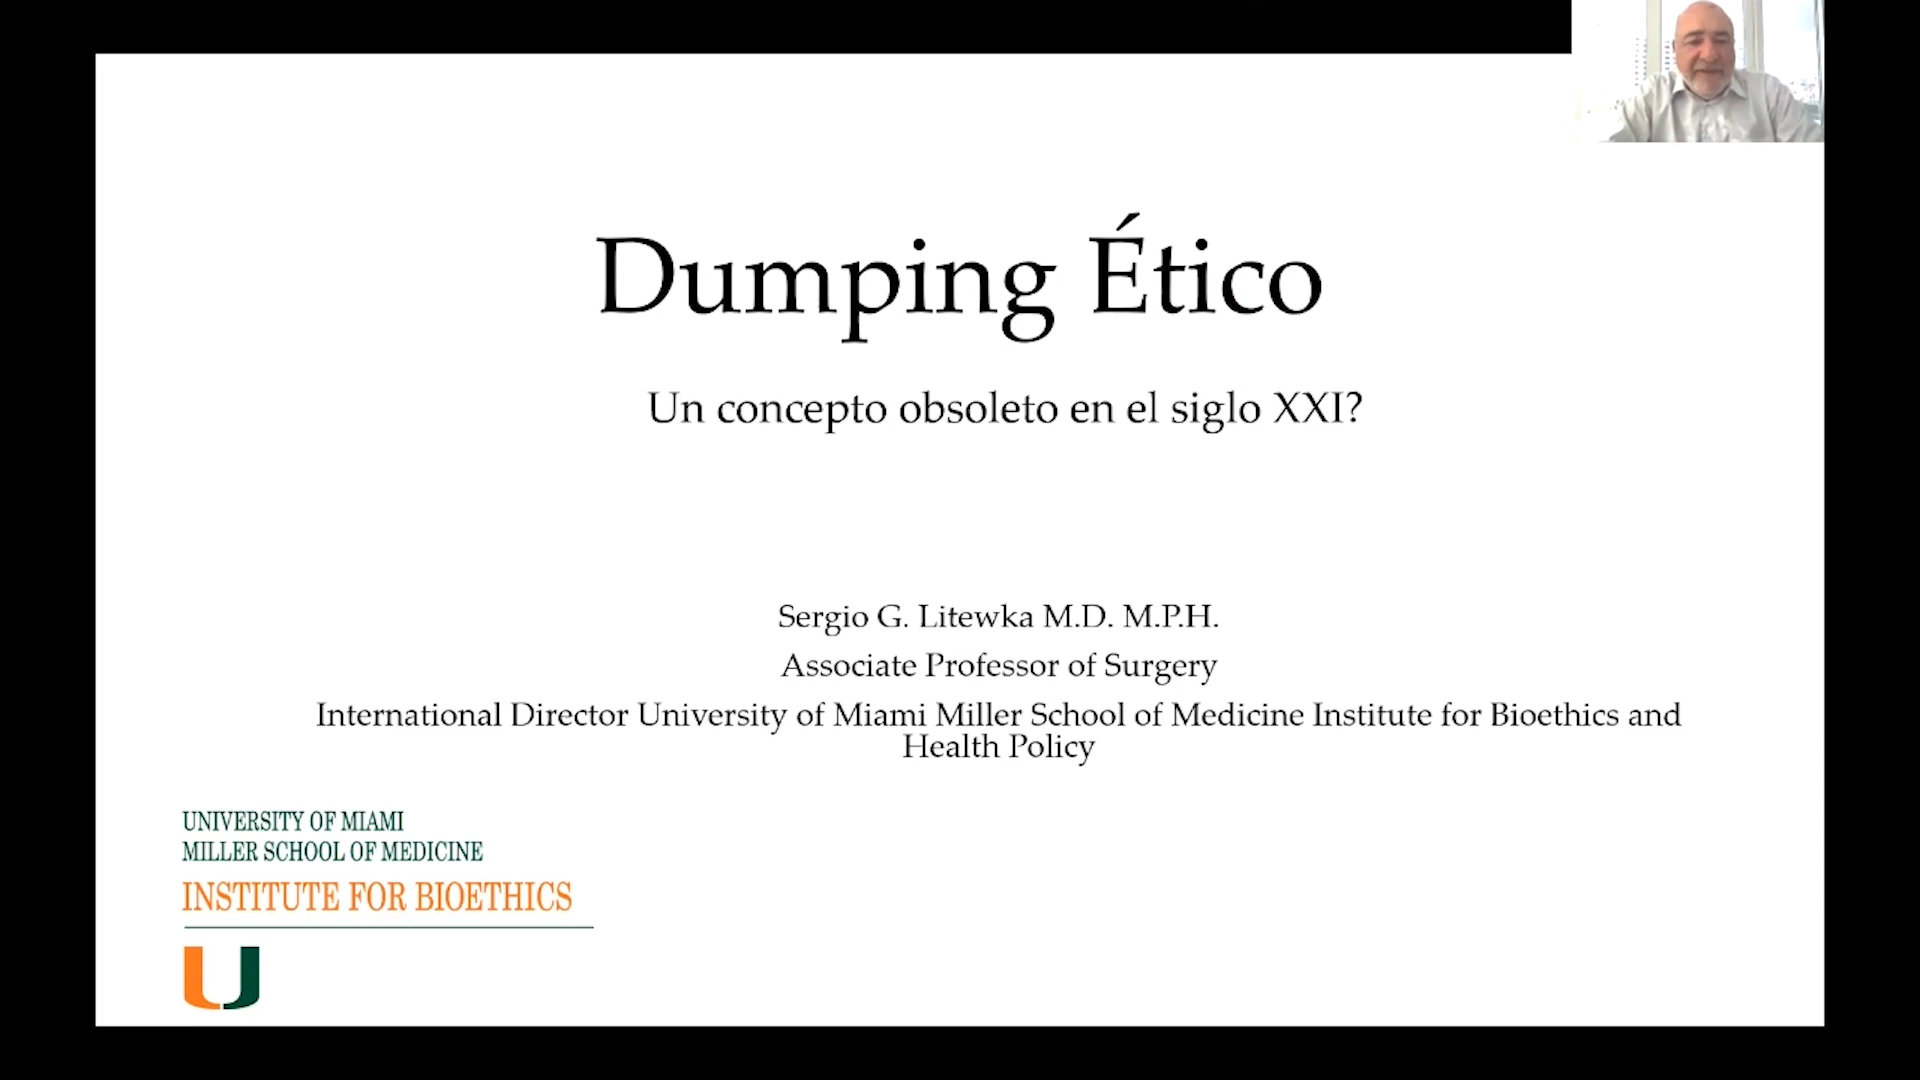 Dumping Ético
Un concepto obsoleto en el siglo XXI?
Sergio G. Litewka M.D. M.P.H.
Associate Professor of Surgery
International Director University of Miami Miller School of Medicine Institute for Bioethics and
Health Policy
UNIVERSITY OF MIAMI
MILLER SCHOOL OF MEDICINE
INSTITUTE FOR BIOETHICS
U